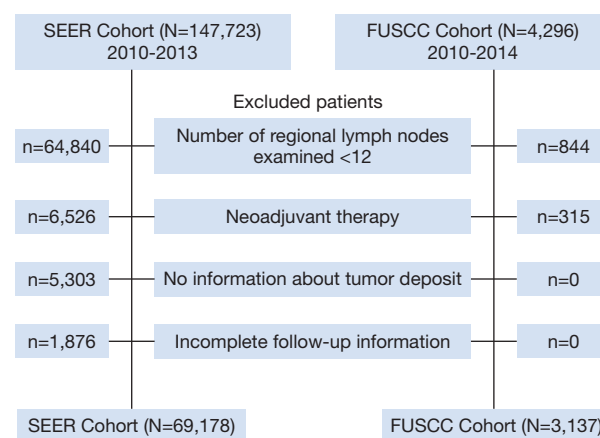 SEER Cohort (N=147,723)
2010-2013
FUSCC Cohort (N=4,296)
2010-2014
Excluded patients
n=64,840
Number of regional lymph nodes
examined <12
n=844
n=6,526
Neoadjuvant therapy
n=315
n=5,303
No information about tumor deposit
n=0
n=1,876
Incomplete follow-up information
n=0
SEER Cohort (N=69,178)
FUSCC Cohort (N=3,137)